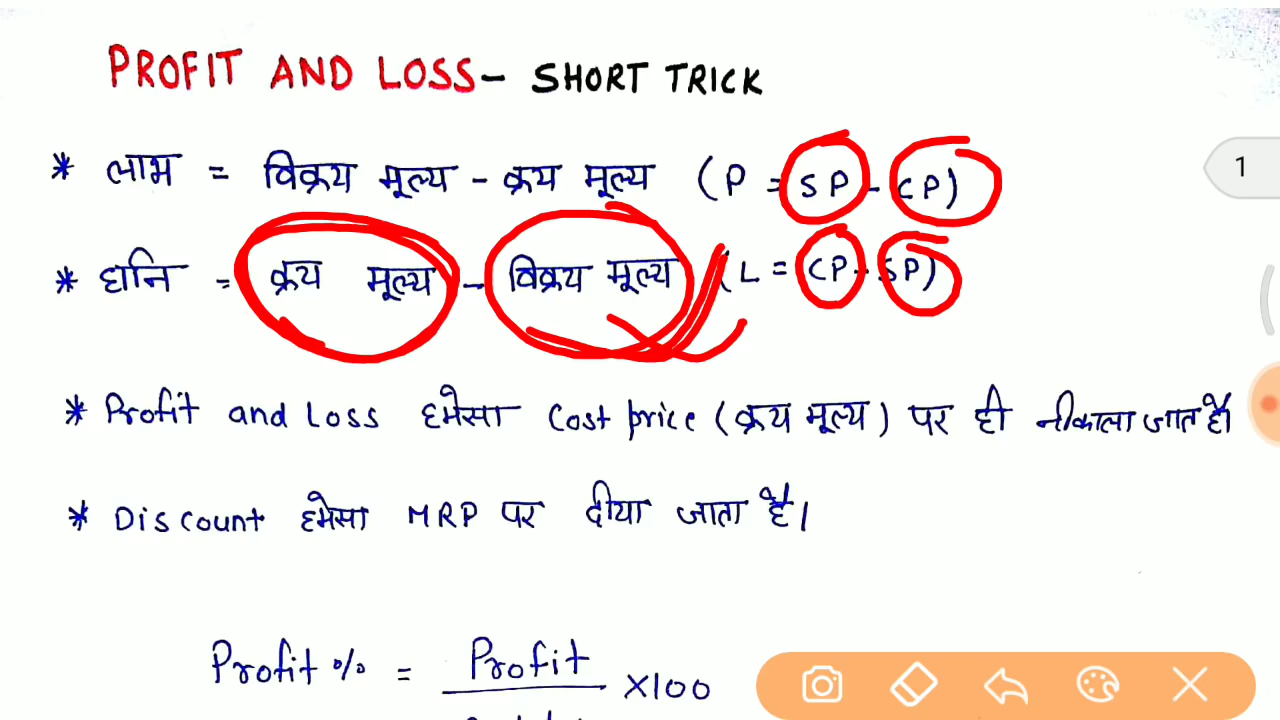 PROFIT AND LOSS- SHORT TRICK
1
* लाभ = विक्रय मूल्य - क्रय मूल्य (P = SP - CP)
* हानि = क्रय मूल्य - विक्रय मूल्य (L = CP - SP)
* Profit and Loss हमेसा Cost price (क्रय मूल्य) पर ही नीकाला जात है।
* Discount हमेसा MRP पर दीया जाता है।
Profit % = Profit ×100